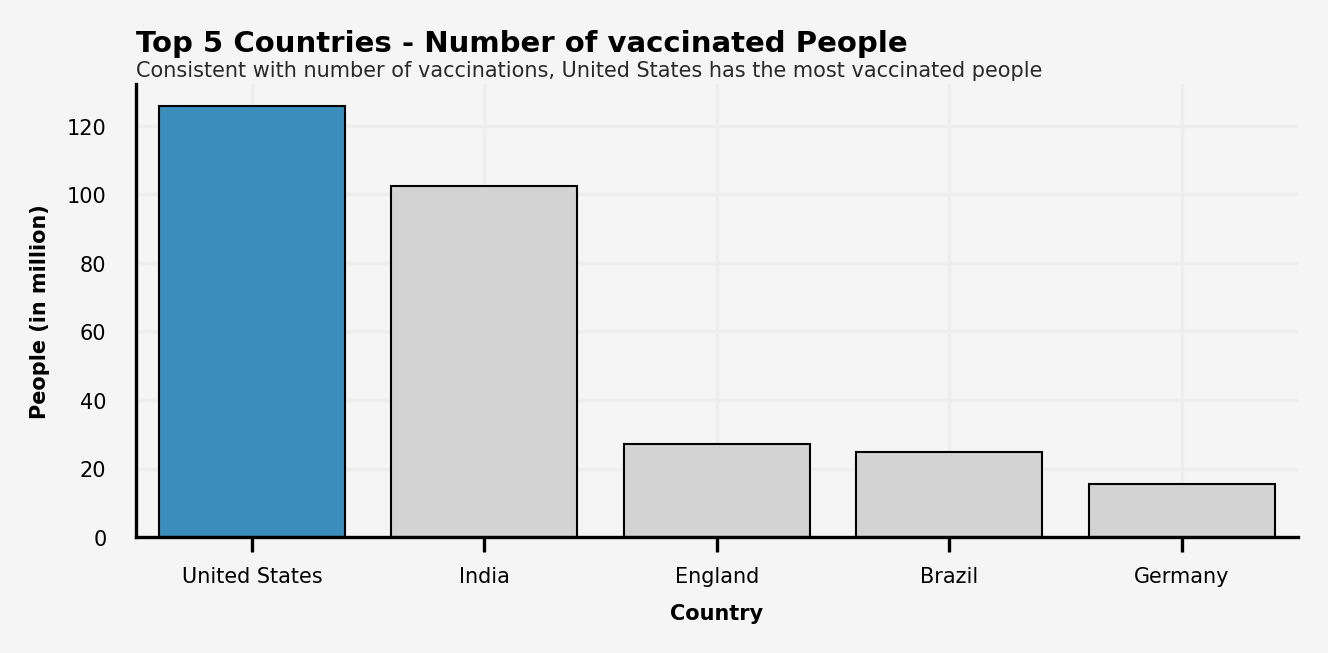 Top 5 Countries - Number of vaccinated People
Consistent with number of vaccinations, United States has the most vaccinated people
120
100
80
60
40
20
0
People (in million)
United States India England Brazil Germany
Country